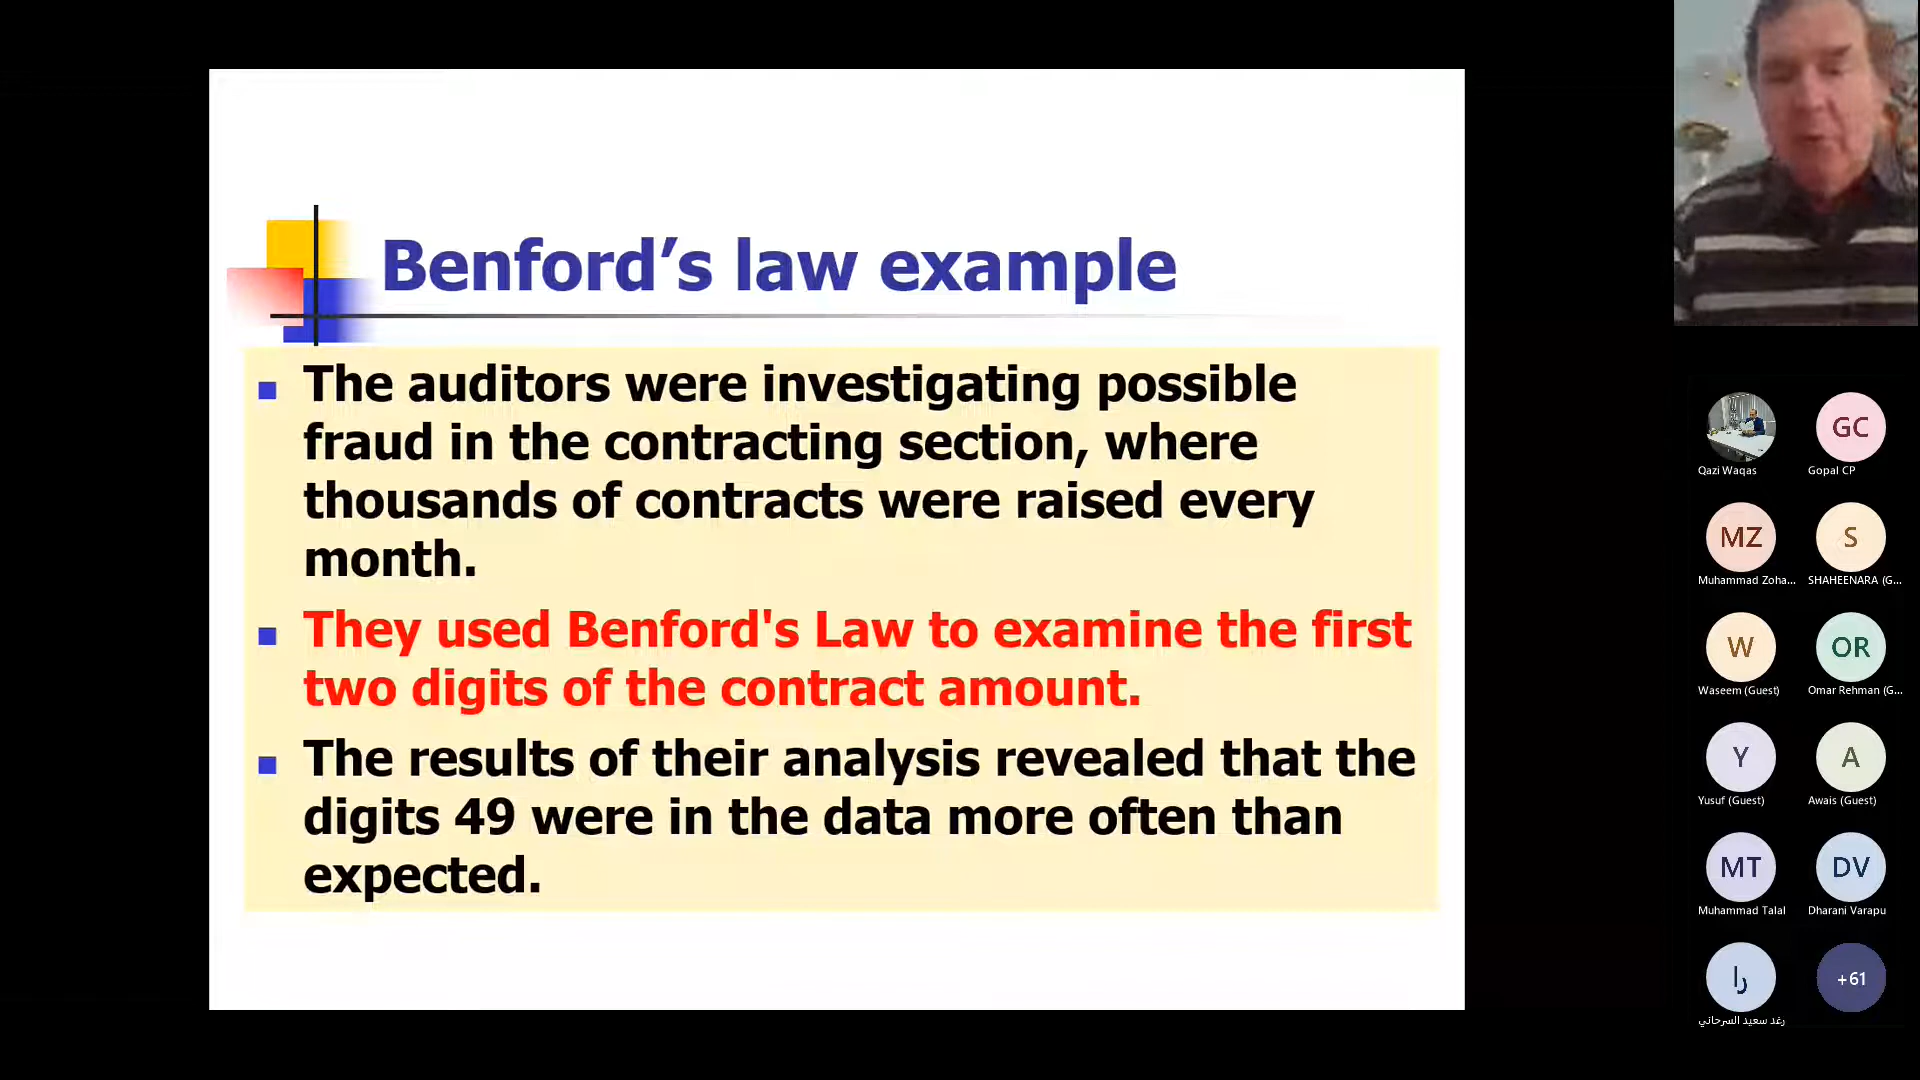 Benford’s law example
The auditors were investigating possible
fraud in the contracting section, where
thousands of contracts were raised every
month.
They used Benford's Law to examine the first
two digits of the contract amount.
The results of their analysis revealed that the
digits 49 were in the data more often than
expected.
Qazi Waqas
GC
Gopal CP
MZ
Muhammad Zoha...
S
SHAHEENARA (G...
W
Waseem (Guest)
OR
Omar Rehman (G...
Y
Yusuf (Guest)
A
Awais (Guest)
MT
Muhammad Talal
DV
Dharani Varapu
را
رغد سعيد السرحاني
+61